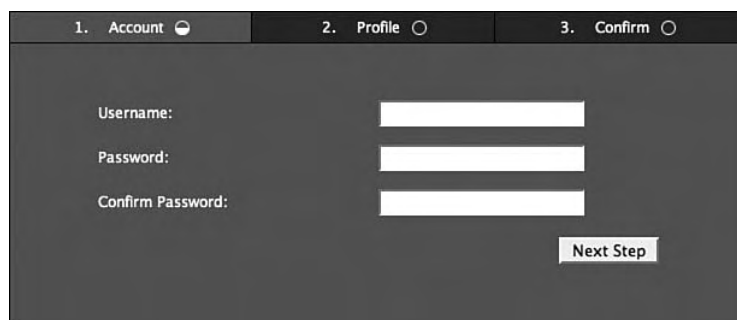 1. Account 2. Profile 3. Confirm
Username:
Password:
Confirm Password:
Next Step